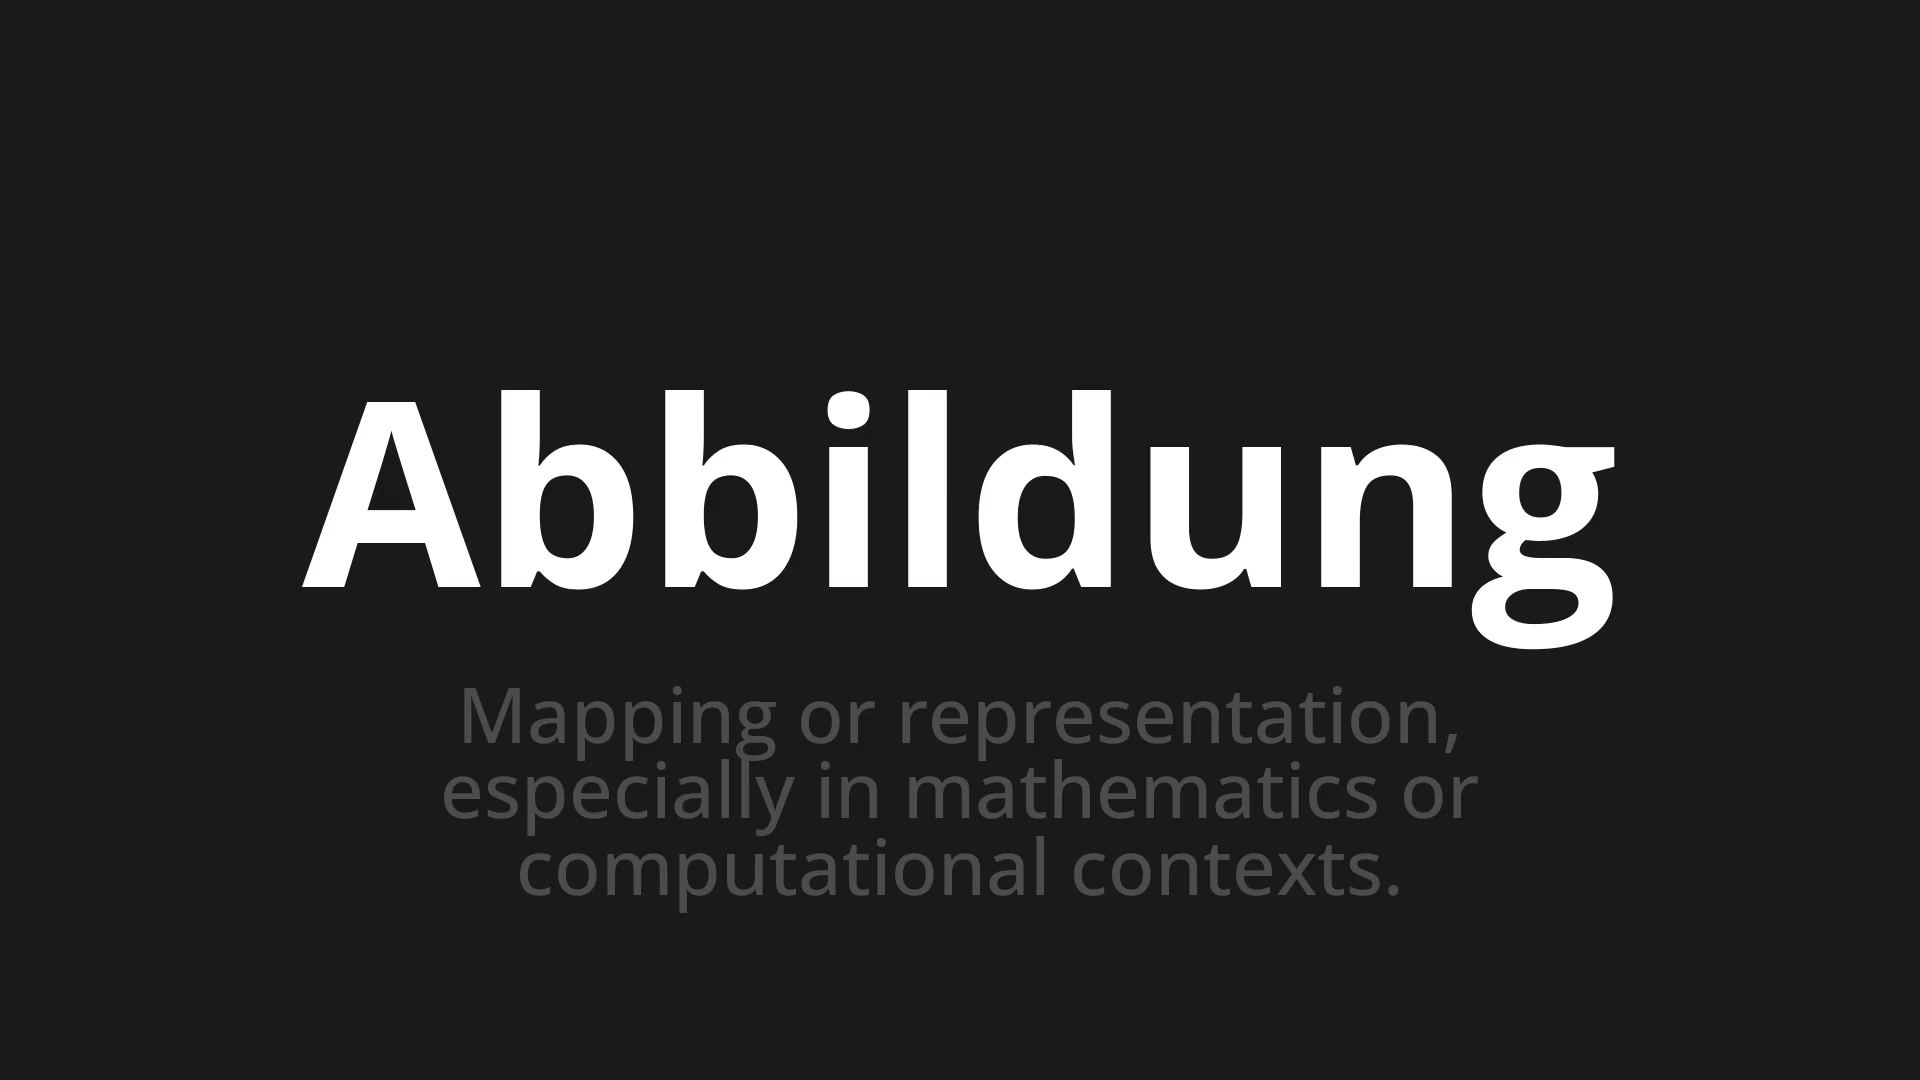 Abbildung
Mapping or representation,
especially in mathematics or
computational contexts.